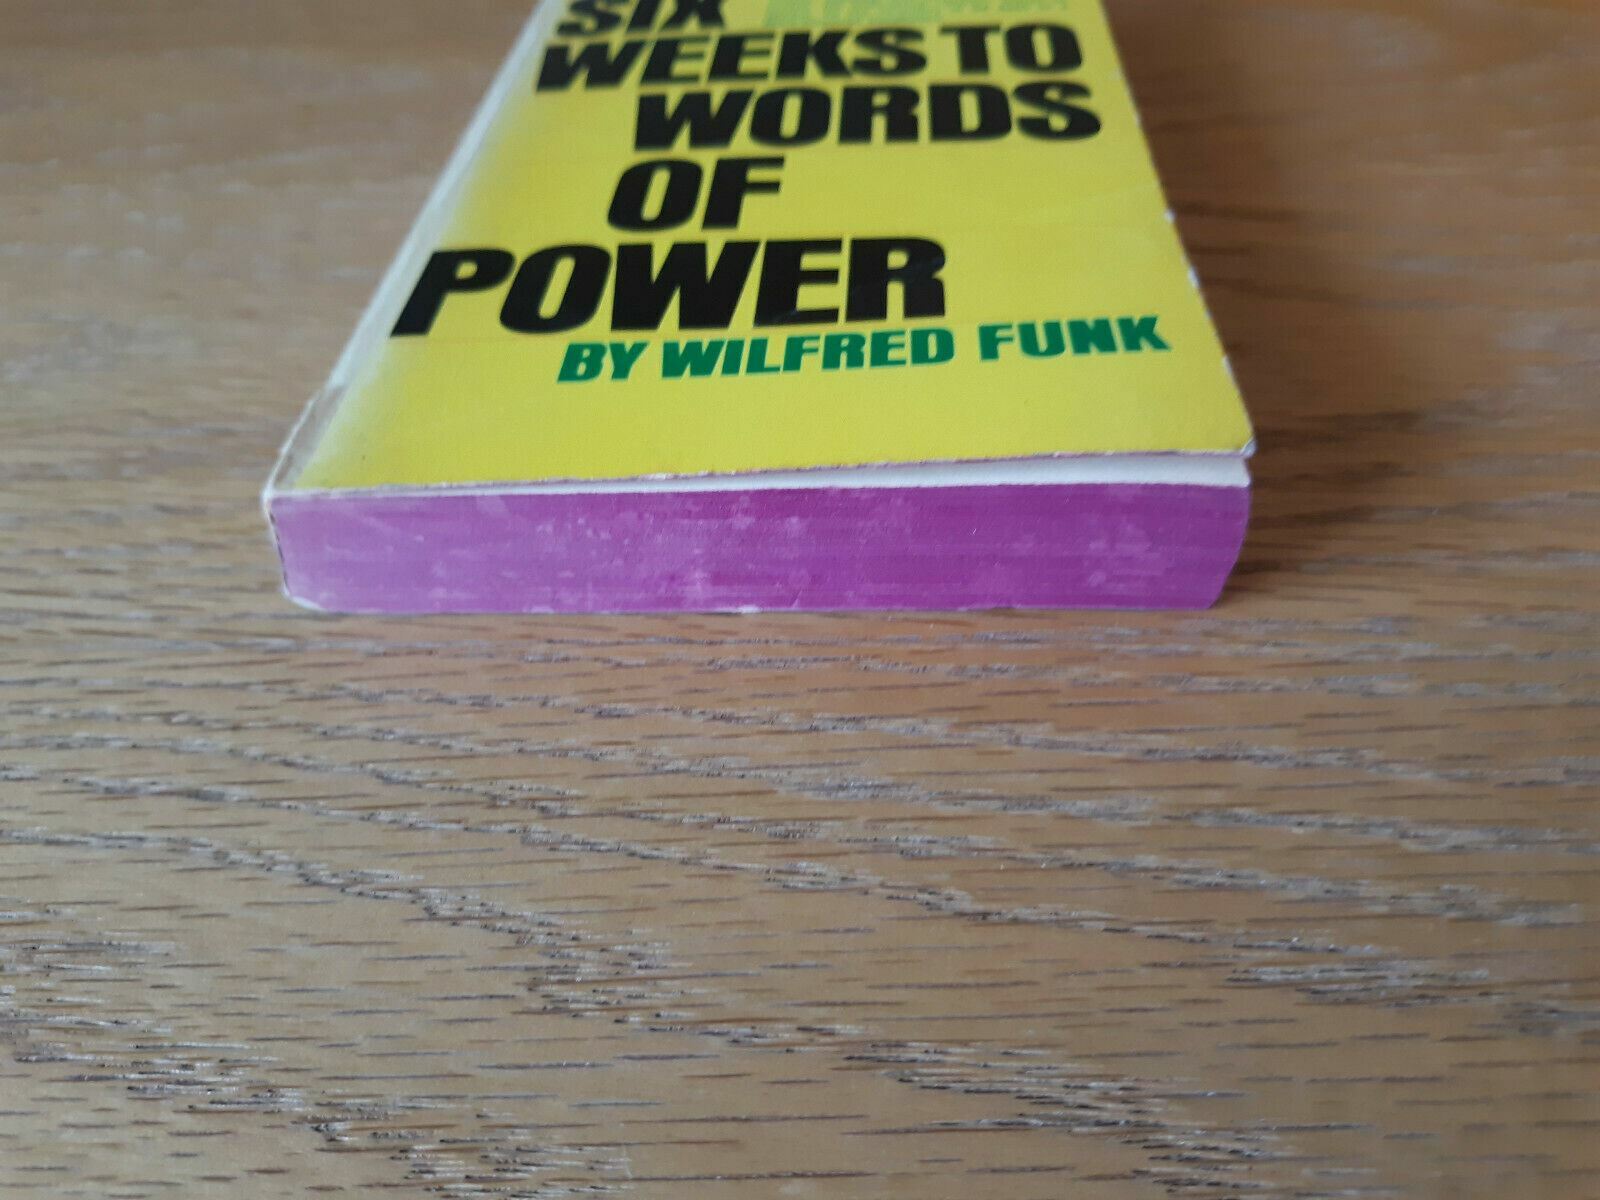 SIX
WEEKS TO
WORDS
OF
POWER
BY WILFRED FUNK